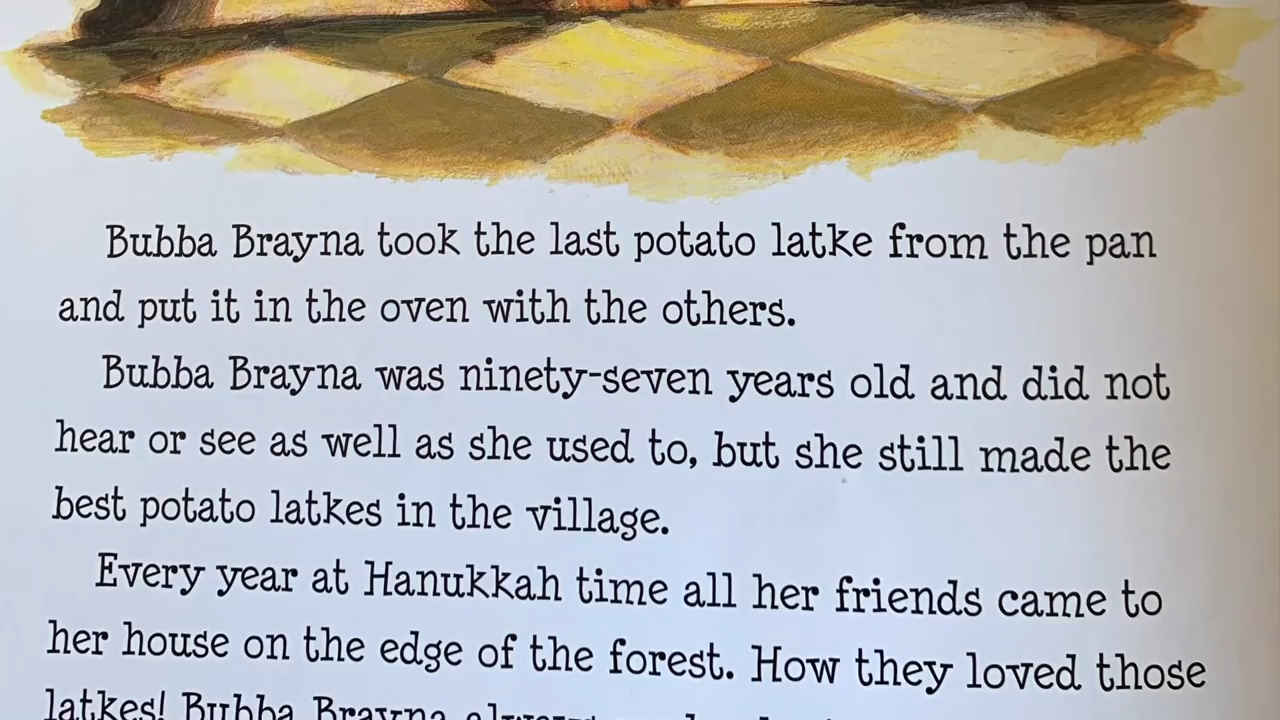 Bubba Brayna took the last potato latke from the pan
and put it in the oven with the others.
Bubba Brayna was ninety-seven years old and did not
hear or see as well as she used to, but she still made the
best potato latkes in the village.
Every year at Hanukkah time all her friends came to
her house on the edge of the forest. How they loved those
latkes! Bubba Brayna always